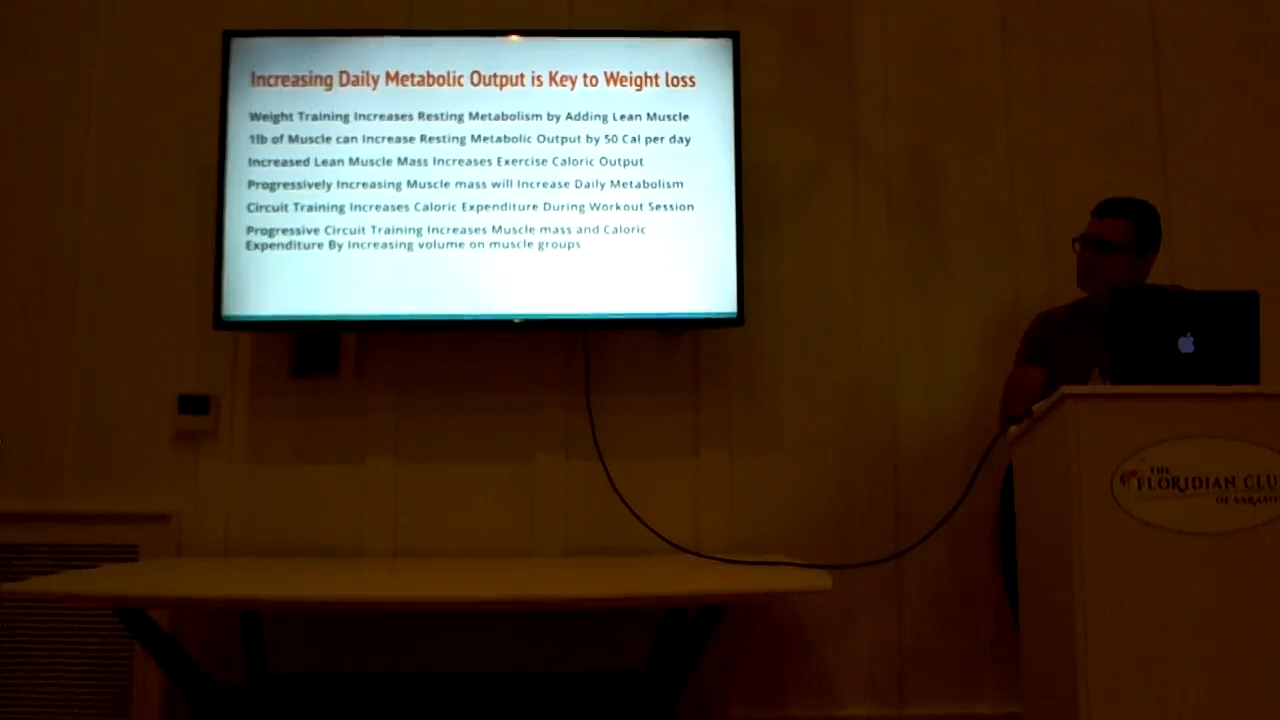 Increasing Daily Metabolic Output is Key to Weight loss
Weight Training Increases Resting Metabolism by Adding Lean Muscle
1lb of Muscle can Increase Resting Metabolic Output by 50 Cal per day
Increased Lean Muscle Mass Increases Exercise Caloric Output
Progressively Increasing Muscle mass will Increase Daily Metabolism
Circuit Training Increases Caloric Expenditure During Workout Session
Progressive Circuit Training Increases Muscle mass and Caloric
Expenditure By Increasing volume on muscle groups
THE
FLORIDIAN CLU
OF SARASO